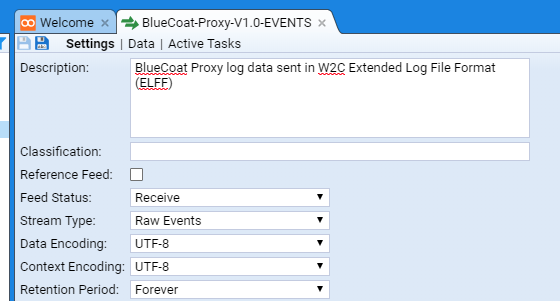 Welcome × BlueCoat-Proxy-V1.0-EVENTS ×
Settings | Data | Active Tasks
Description: BlueCoat Proxy log data sent in W2C Extended Log File Format
(ELFF)
Classification:
Reference Feed:
Feed Status: Receive
Stream Type: Raw Events
Data Encoding: UTF-8
Context Encoding: UTF-8
Retention Period: Forever